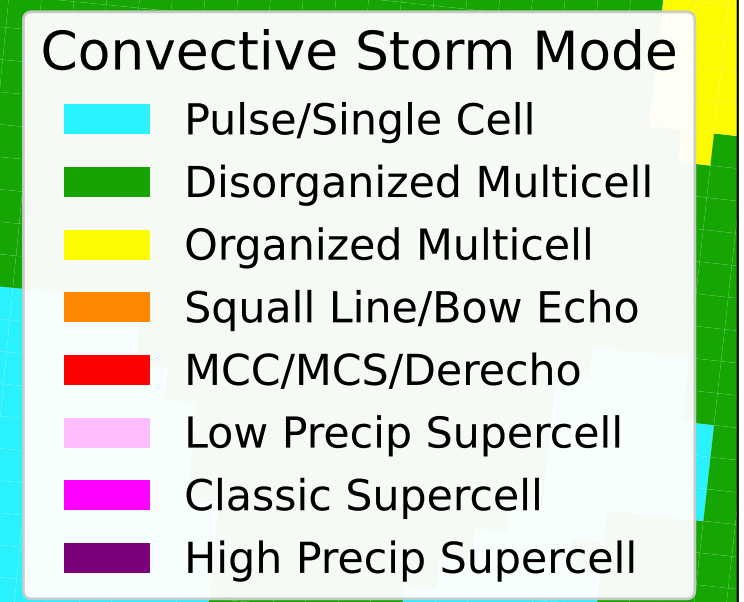 Convective Storm Mode
Pulse/Single Cell
Disorganized Multicell
Organized Multicell
Squall Line/Bow Echo
MCC/MCS/Derecho
Low Precip Supercell
Classic Supercell
High Precip Supercell